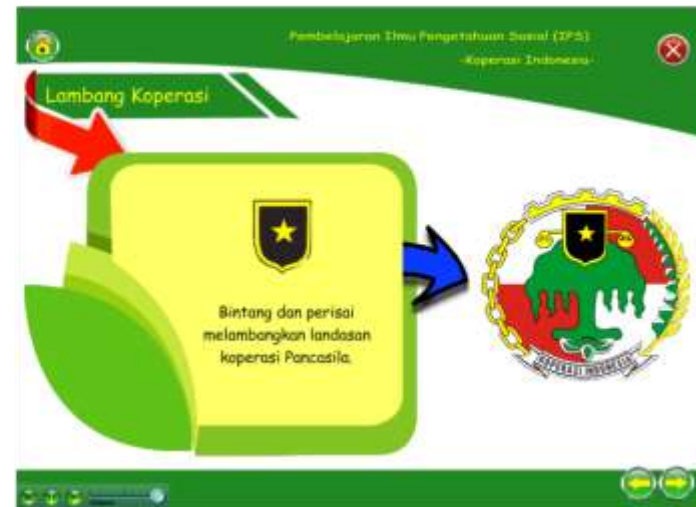 Pembelajaran Ilmu Pengetahuan Sosial (IPS)
-Koperasi Indonesia-
Lambang Koperasi
Bintang dan perisai
melambangkan landasan
koperasi Pancasila.
KOPERASI INDONESIA